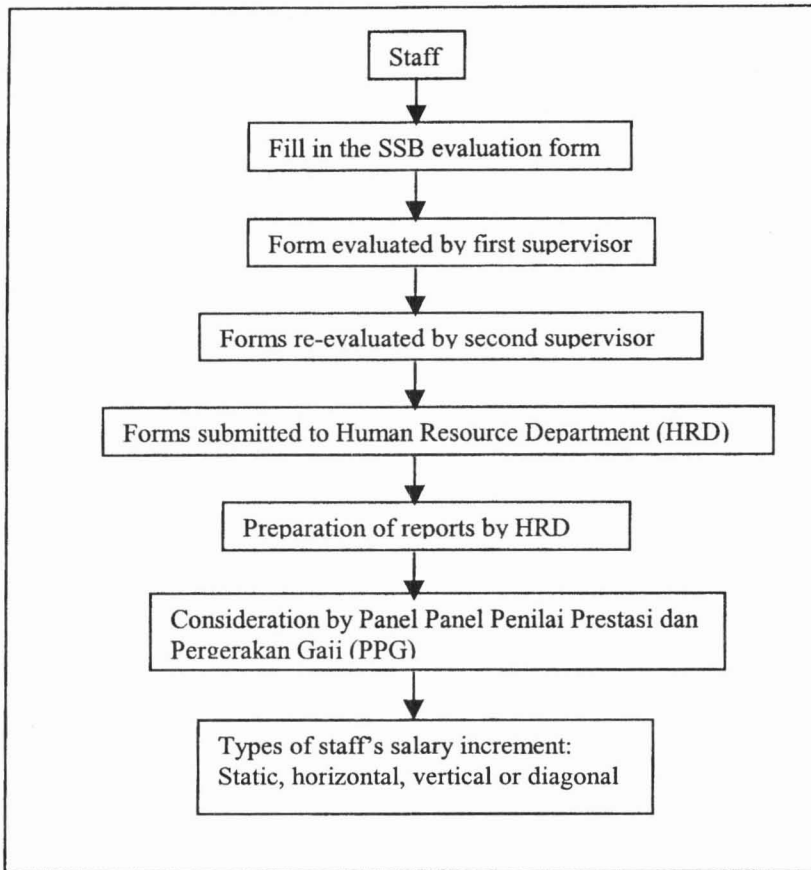 Staff
Fill in the SSB evaluation form
Form evaluated by first supervisor
Forms re-evaluated by second supervisor
Forms submitted to Human Resource Department (HRD)
Preparation of reports by HRD
Consideration by Panel Panel Penilai Prestasi dan
Pergerakan Gaji (PPG)
Types of staff's salary increment:
Static, horizontal, vertical or diagonal